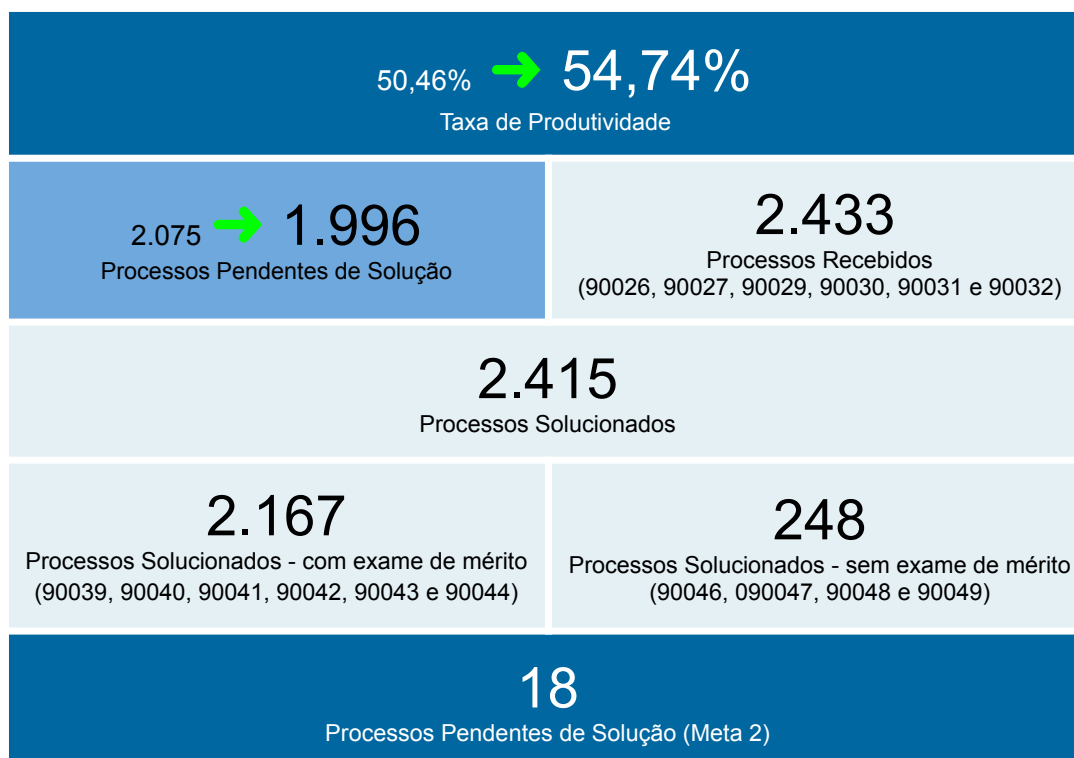 50,46% ➜ 54,74%
Taxa de Produtividade
2.075 ➜ 1.996
Processos Pendentes de Solução
2.433
Processos Recebidos
(90026, 90027, 90029, 90030, 90031 e 90032)
2.415
Processos Solucionados
2.167
Processos Solucionados - com exame de mérito
(90039, 90040, 90041, 90042, 90043 e 90044)
248
Processos Solucionados - sem exame de mérito
(90046, 090047, 90048 e 90049)
18
Processos Pendentes de Solução (Meta 2)